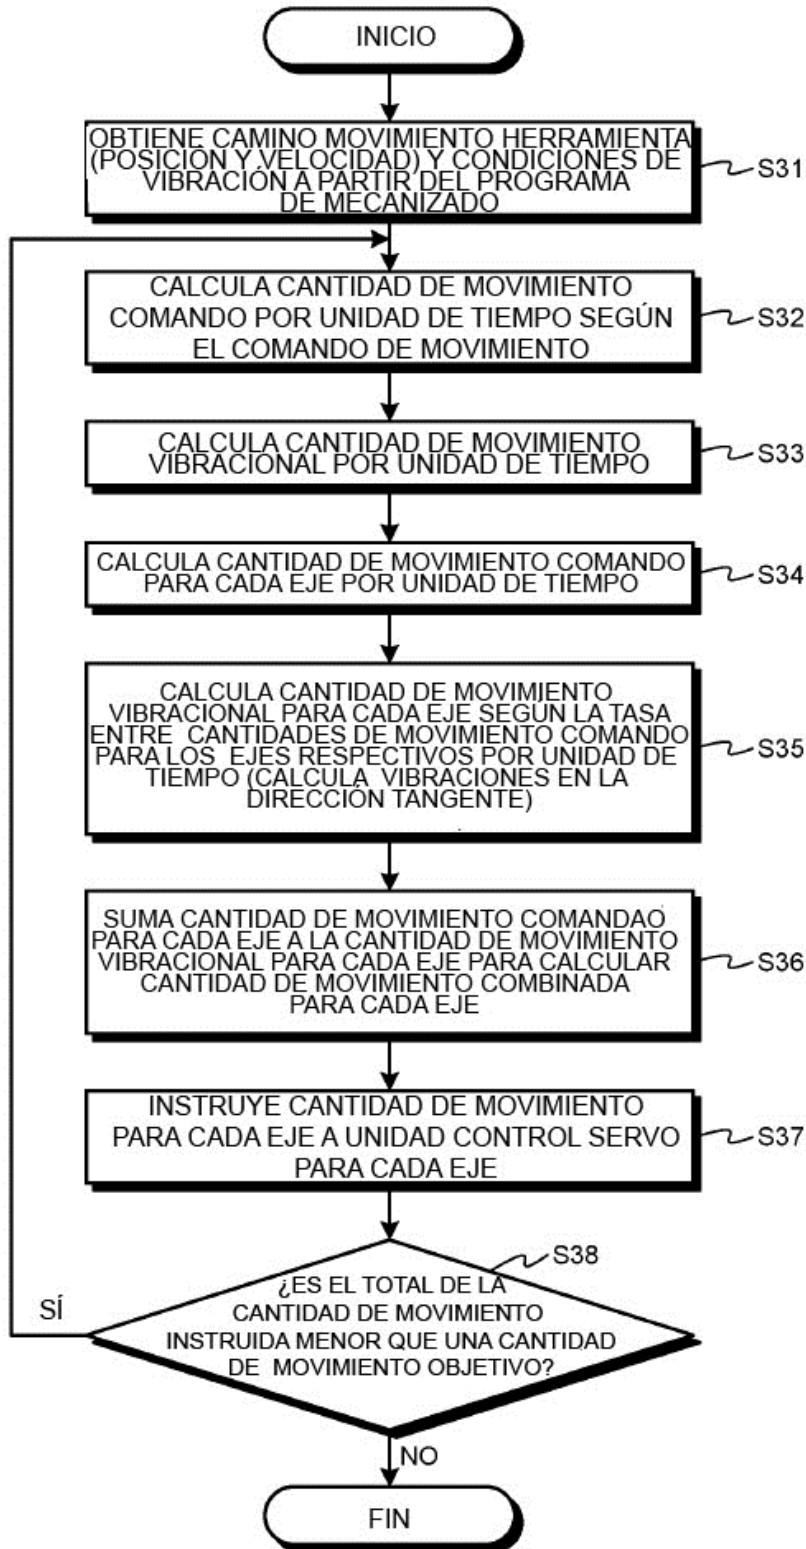 INICIO
OBTIENE CAMINO MOVIMIENTO HERRAMIENTA
(POSICIÓN Y VELOCIDAD) Y CONDICIONES DE
VIBRACIÓN A PARTIR DEL PROGRAMA
DE MECANIZADO
S31
CALCULA CANTIDAD DE MOVIMIENTO
COMANDO POR UNIDAD DE TIEMPO SEGÚN
EL COMANDO DE MOVIMIENTO
S32
CALCULA CANTIDAD DE MOVIMIENTO
VIBRACIONAL POR UNIDAD DE TIEMPO
S33
CALCULA CANTIDAD DE MOVIMIENTO COMANDO
PARA CADA EJE POR UNIDAD DE TIEMPO
S34
CALCULA CANTIDAD DE MOVIMIENTO
VIBRACIONAL PARA CADA EJE SEGÚN LA TASA
ENTRE CANTIDADES DE MOVIMIENTO COMANDO
PARA LOS EJES RESPECTIVOS POR UNIDAD DE
TIEMPO (CALCULA VIBRACIONES EN LA
DIRECCIÓN TANGENTE)
S35
SUMA CANTIDAD DE MOVIMIENTO COMANDAO
PARA CADA EJE A LA CANTIDAD DE MOVIMIENTO
VIBRACIONAL PARA CADA EJE PARA CALCULAR
CANTIDAD DE MOVIMIENTO COMBINADA
PARA CADA EJE
S36
INSTRUYE CANTIDAD DE MOVIMIENTO
PARA CADA EJE A UNIDAD CONTROL SERVO
PARA CADA EJE
S37
S38
¿ES EL TOTAL DE LA
CANTIDAD DE MOVIMIENTO
INSTRUIDA MENOR QUE UNA CANTIDAD
DE MOVIMIENTO OBJETIVO?
SÍ
NO
FIN